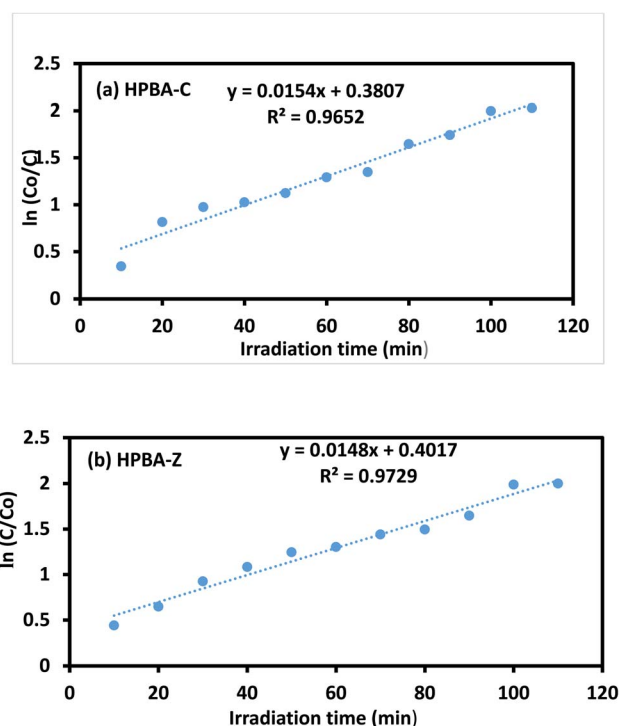 2.5
(a) HPBA-C
y = 0.0154x + 0.3807
R² = 0.9652
2
1.5
1
0.5
0
ln (Co/C)
0 20 40 60 80 100 120
Irradiation time (min)
2.5
(b) HPBA-Z
y = 0.0148x + 0.4017
R² = 0.9729
2
1.5
1
0.5
0
ln (C/Co)
0 20 40 60 80 100 120
Irradiation time (min)